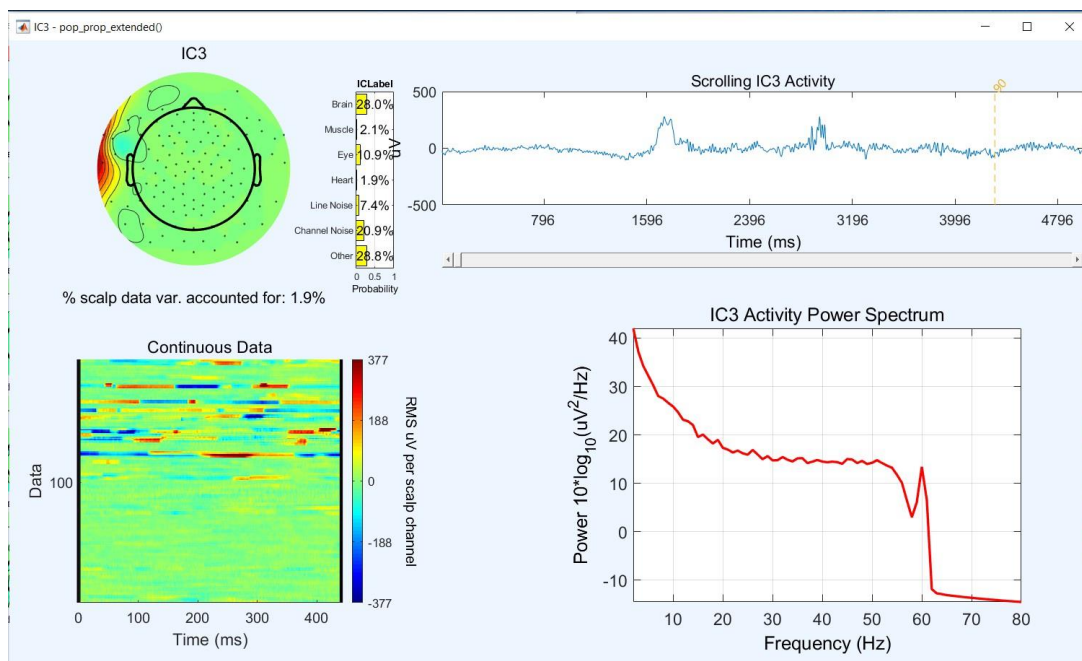 IC3 - pop_prop_extended()
IC3
ICLabel
Brain 28.0%
Muscle 2.1%
Eye 10.9%
Heart 1.9%
Line Noise 7.4%
Channel Noise 20.9%
Other 28.8%
0 0.5 1
Probability
% scalp data var. accounted for: 1.9%
Scrolling IC3 Activity
uV
500
0
-500
90
796 1596 2396 3196 3996 4796
Time (ms)
Continuous Data
Data
100
0 100 200 300 400
Time (ms)
377
188
0
-188
-377
RMS uV per scalp channel
IC3 Activity Power Spectrum
Power 10*log10(uV2/Hz)
40
30
20
10
0
-10
10 20 30 40 50 60 70 80
Frequency (Hz)